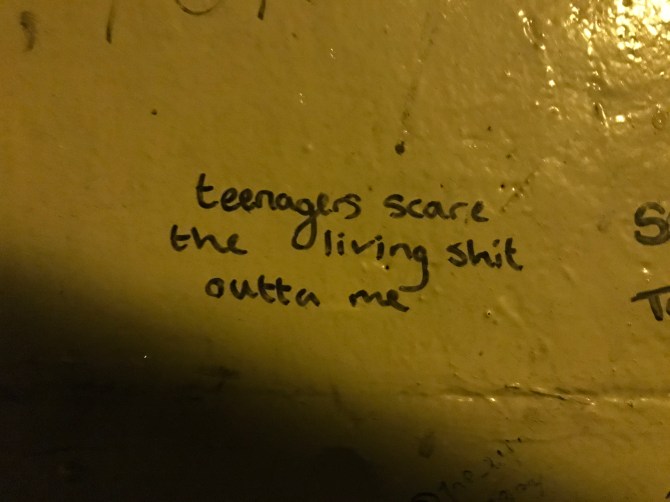 teenagers scare
the living shit
outta me